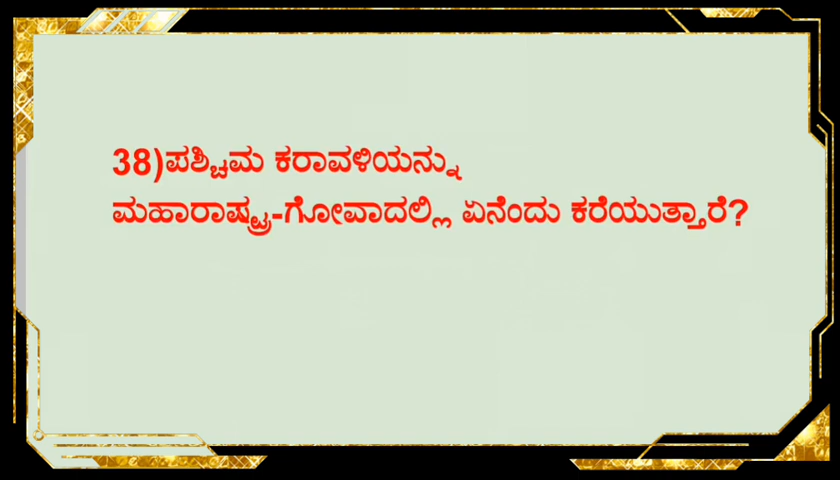 38)ಪಶ್ಚಿಮ ಕರಾವಳಿಯನ್ನು
ಮಹಾರಾಷ್ಟ್ರ-ಗೋವಾದಲ್ಲಿ ಏನೆಂದು ಕರೆಯುತ್ತಾರೆ?